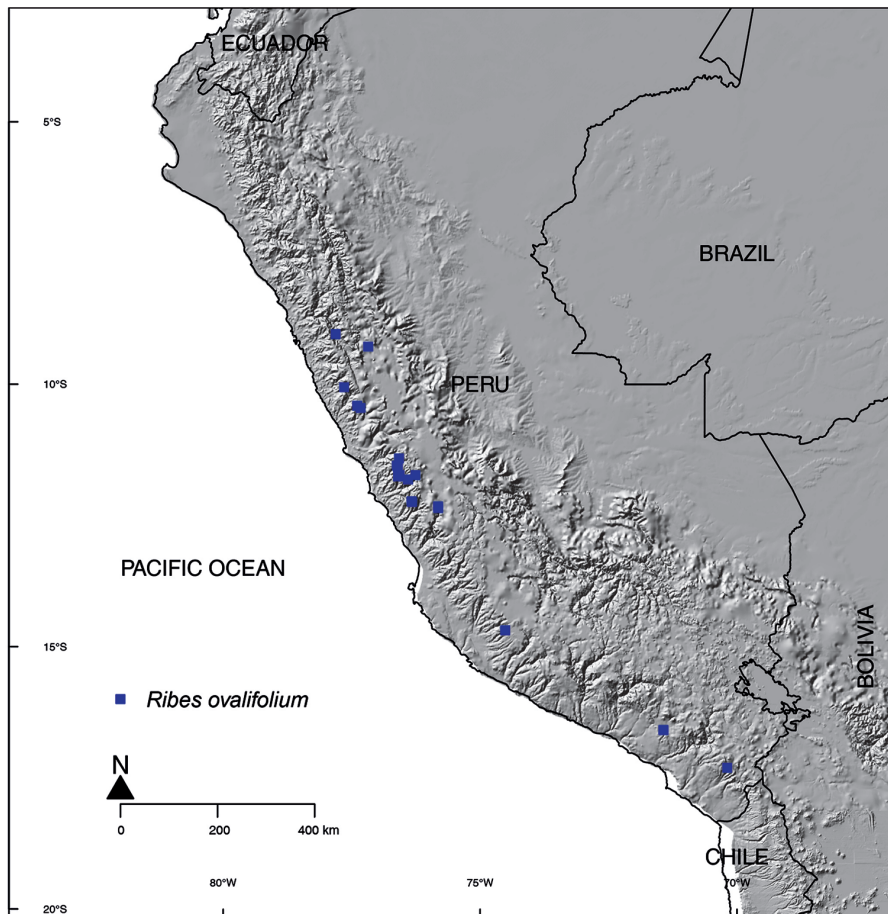 ECUADOR
5°S
BRAZIL
PERU
10°S
PACIFIC OCEAN
BOLIVIA
15°S
Ribes ovalifolium
N
0 200 400 km
CHILE
80°W 75°W 70°W
20°S